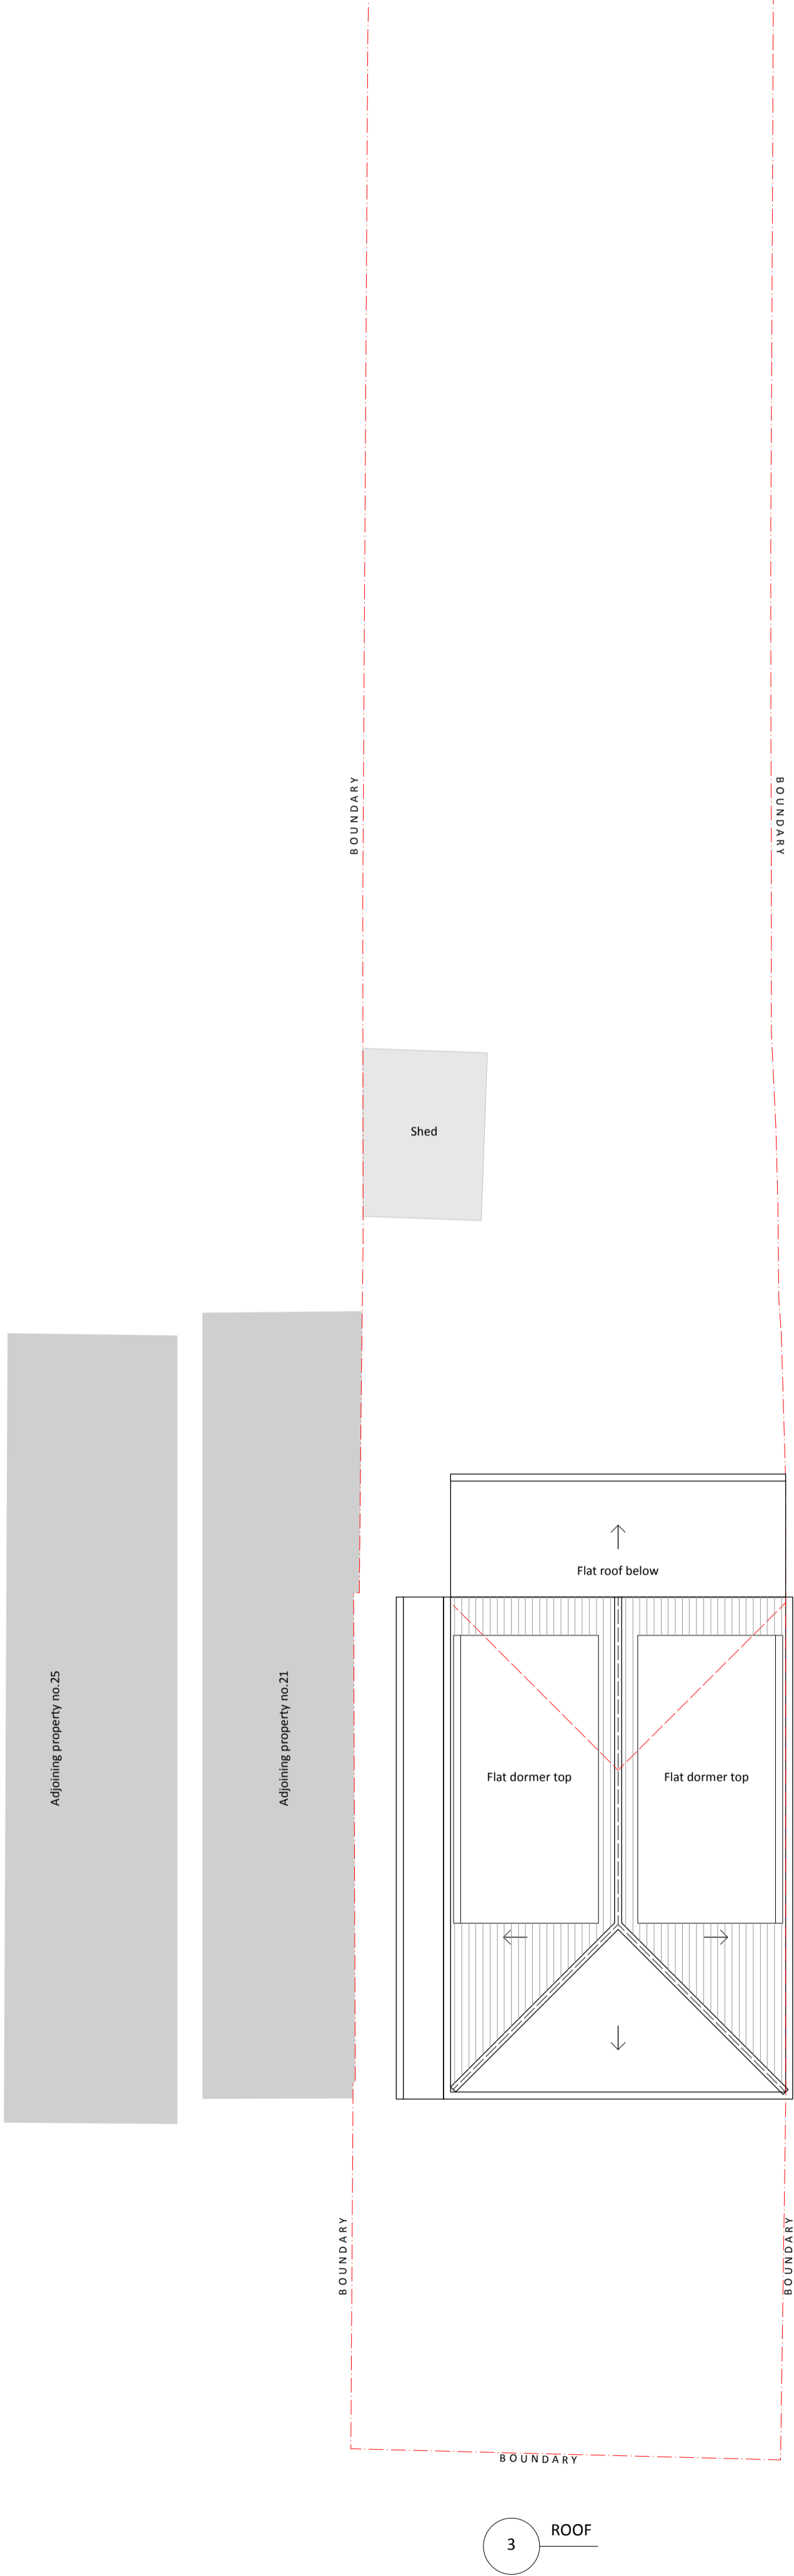 BOUNDARY
BOUNDARY
Shed
Flat roof below
Adjoining property no.25
Adjoining property no.21
Flat dormer top
Flat dormer top
BOUNDARY
BOUNDARY
BOUNDARY
3
ROOF